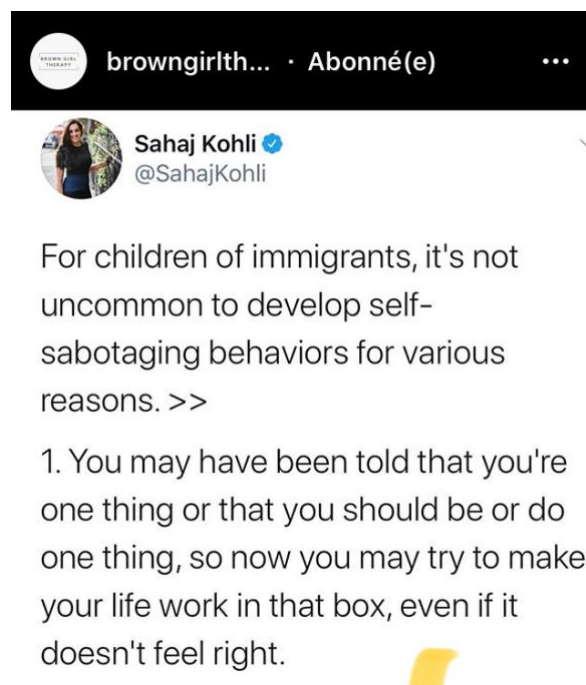 BROWN GIRL
THERAPY
browngirlth... · Abonné(e)
Sahaj Kohli
@SahajKohli
For children of immigrants, it's not
uncommon to develop self-
sabotaging behaviors for various
reasons. >>
1. You may have been told that you're
one thing or that you should be or do
one thing, so now you may try to make
your life work in that box, even if it
doesn't feel right.